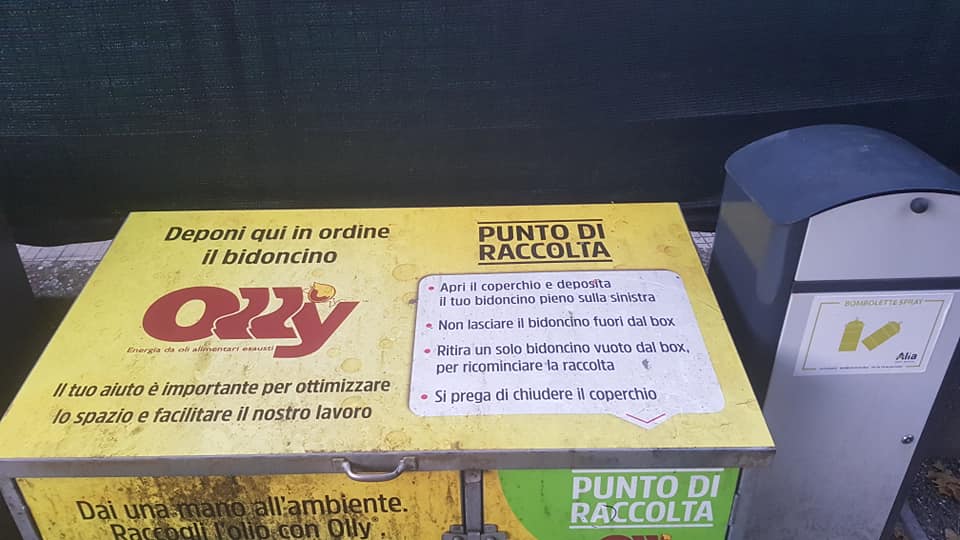 Deponi qui in ordine
il bidoncino
Olly
Energia da oli alimentari esausti
Il tuo aiuto è importante per ottimizzare
lo spazio e facilitare il nostro lavoro
PUNTO DI
RACCOLTA
• Apri il coperchio e deposita
il tuo bidoncino pieno sulla sinistra
• Non lasciare il bidoncino fuori dal box
• Ritira un solo bidoncino vuoto dal box,
per ricominciare la raccolta
• Si prega di chiudere il coperchio
Dai una mano all'ambiente.
Raccogli l'olio con Olly®.
PUNTO DI
RACCOLTA
Olly
BOMBOLETTE SPRAY
Alia